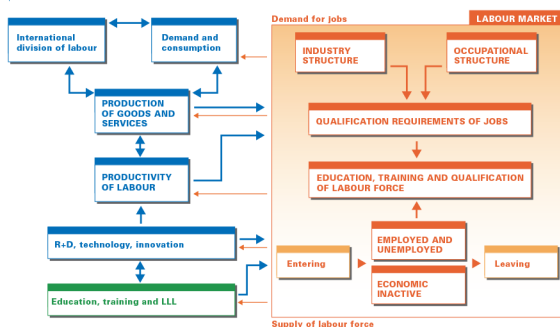 Demand for jobs
LABOUR MARKET
International
division of labour
Demand and
consumption
INDUSTRY
STRUCTURE
OCCUPATIONAL
STRUCTURE
PRODUCTION
OF GOODS AND
SERVICES
QUALIFICATION REQUIREMENTS OF JOBS
PRODUCTIVITY
OF LABOUR
EDUCATION, TRAINING AND QUALIFICATION
OF LABOUR FORCE
R+D, technology, innovation
EMPLOYED AND
UNEMPLOYED
Entering
Leaving
ECONOMIC
INACTIVE
Education, training and LLL
Supply of labour force